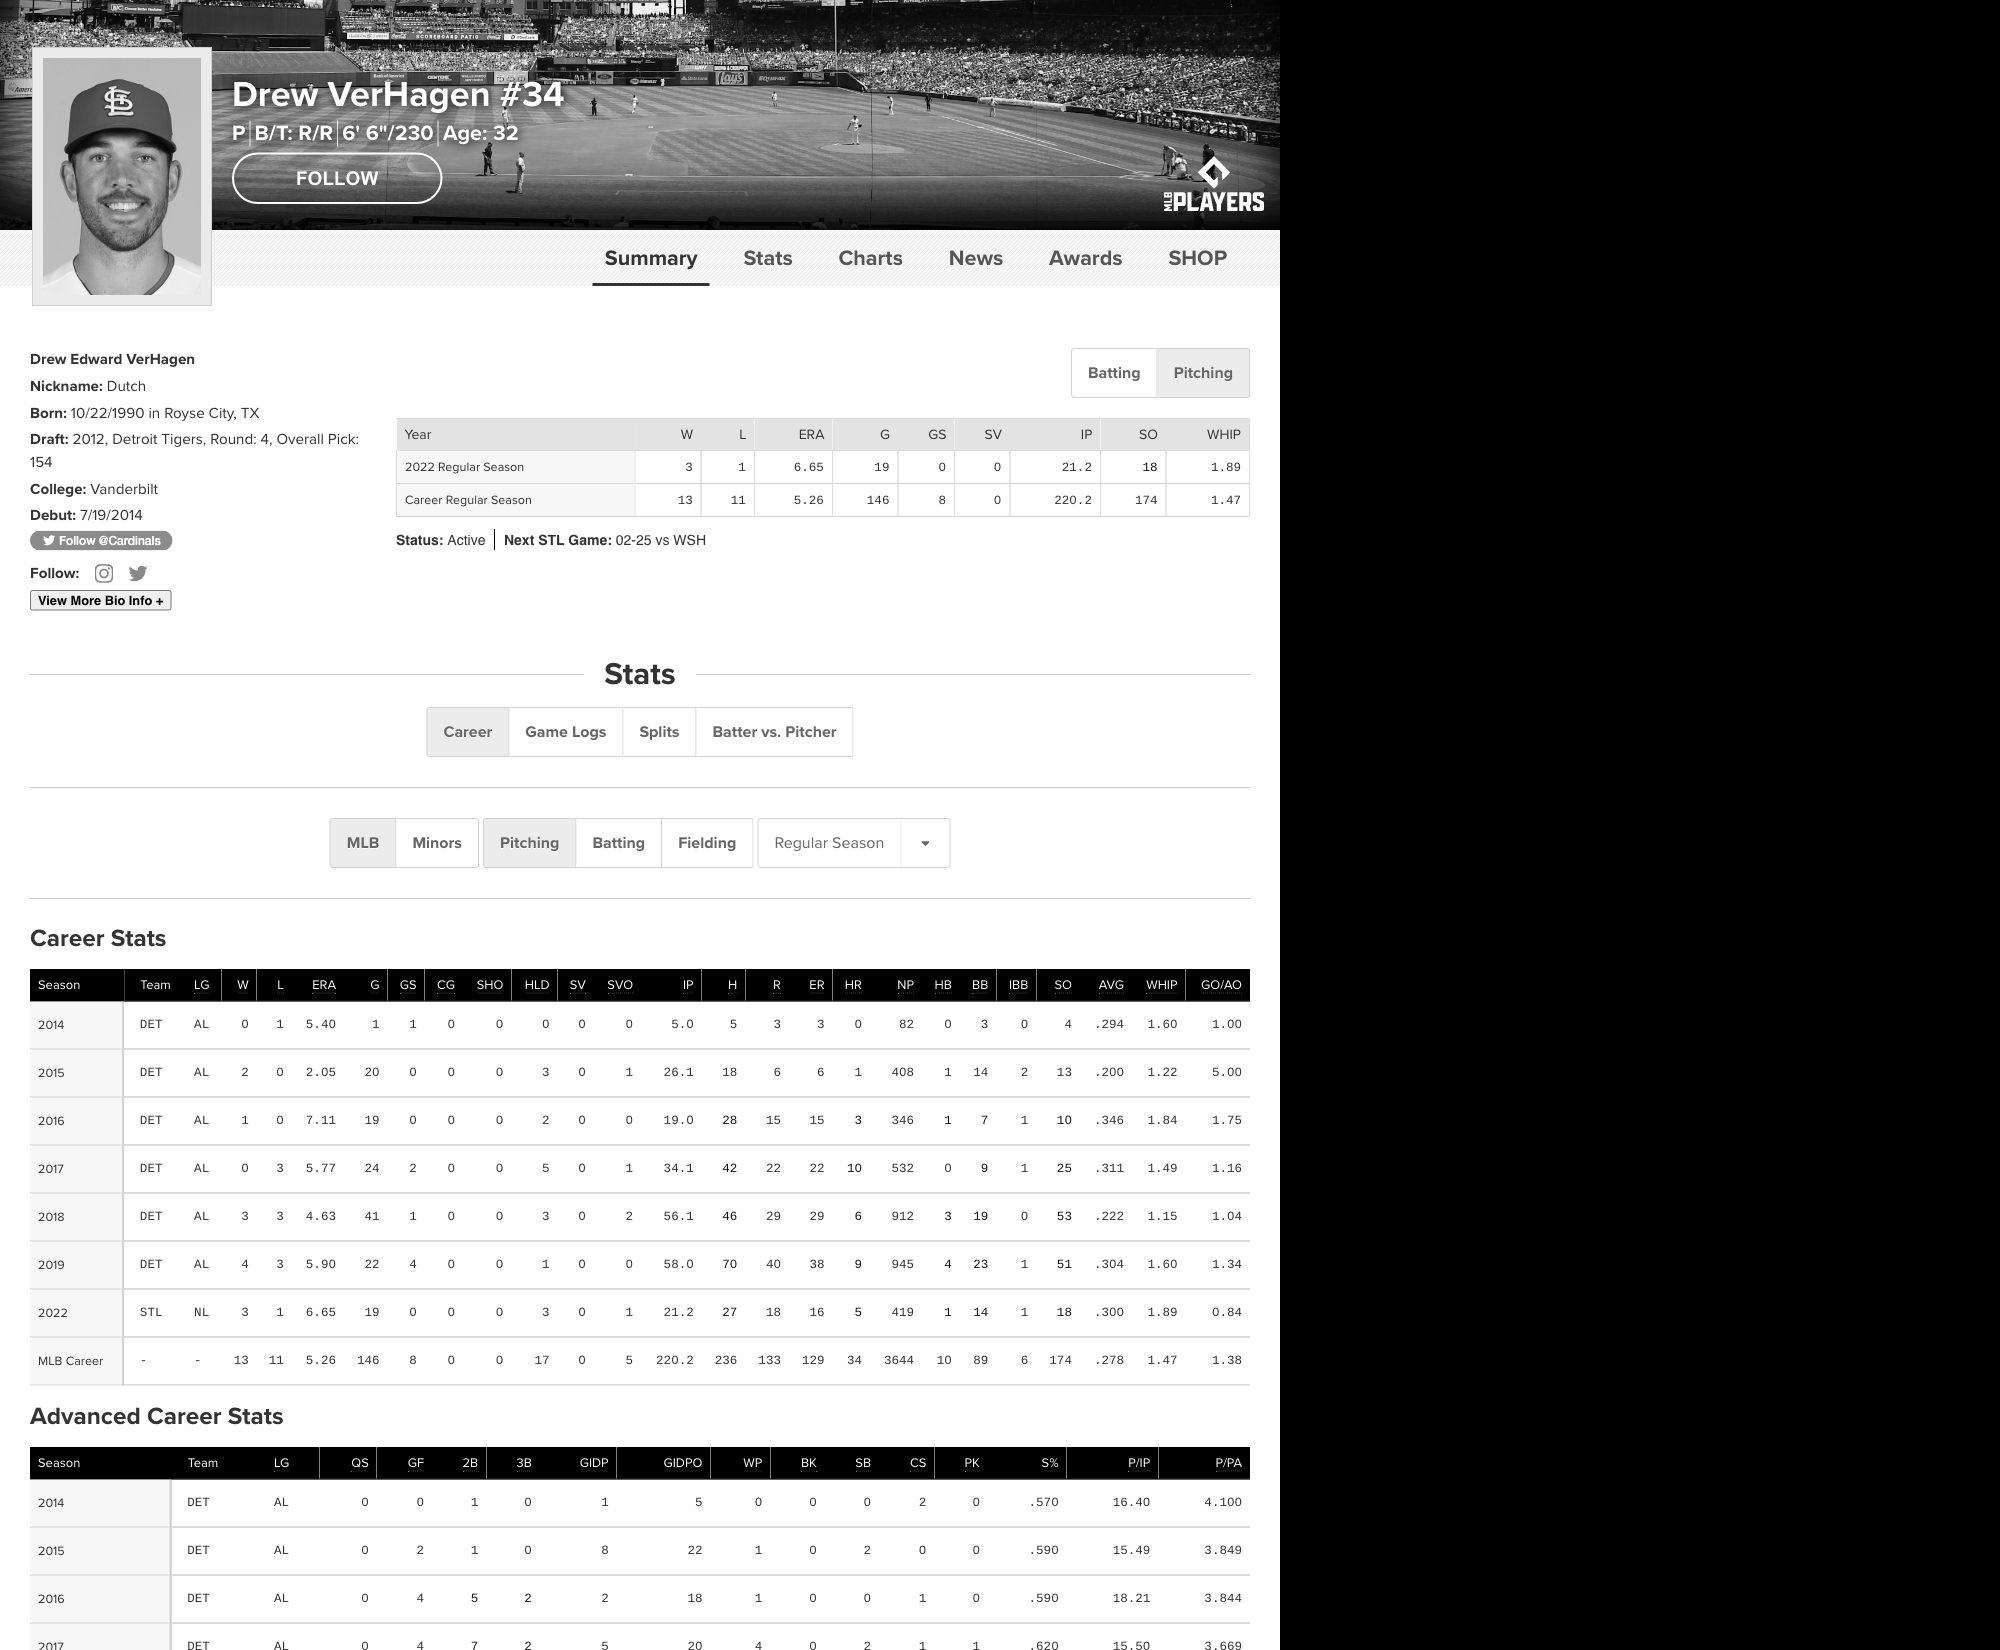 SCOREBOARD PATIO
Drew VerHagen #34
P B/T: R/R 6' 6"/230 Age: 32
FOLLOW
MLB PLAYERS
Summary Stats Charts News Awards SHOP
Drew Edward VerHagen
Nickname: Dutch
Born: 10/22/1990 in Royse City, TX
Draft: 2012, Detroit Tigers, Round: 4, Overall Pick:
154
College: Vanderbilt
Debut: 7/19/2014
Follow @Cardinals
Follow:
View More Bio Info +
Batting Pitching
Year W L ERA G GS SV IP SO WHIP
2022 Regular Season 3 1 6.65 19 0 0 21.2 18 1.89
Career Regular Season 13 11 5.26 146 8 0 220.2 174 1.47
Status: Active Next STL Game: 02-25 vs WSH
Stats
Career Game Logs Splits Batter vs. Pitcher
MLB Minors Pitching Batting Fielding Regular Season
Career Stats
Season Team LG W L ERA G GS CG SHO HLD SV SVO IP H R ER HR NP HB BB IBB SO AVG WHIP GO/AO
2014 DET AL 0 1 5.40 1 1 0 0 0 0 0 5.0 5 3 3 0 82 0 3 0 4 .294 1.60 1.00
2015 DET AL 2 0 2.05 20 0 0 0 3 0 1 26.1 18 6 6 1 408 1 14 2 13 .200 1.22 5.00
2016 DET AL 1 0 7.11 19 0 0 0 2 0 0 19.0 28 15 15 3 346 1 7 1 10 .346 1.84 1.75
2017 DET AL 0 3 5.77 24 2 0 0 5 0 1 34.1 42 22 22 10 532 0 9 1 25 .311 1.49 1.16
2018 DET AL 3 3 4.63 41 1 0 0 3 0 2 56.1 46 29 29 6 912 3 19 0 53 .222 1.15 1.04
2019 DET AL 4 3 5.90 22 4 0 0 1 0 0 58.0 70 40 38 9 945 4 23 1 51 .304 1.60 1.34
2022 STL NL 3 1 6.65 19 0 0 0 3 0 1 21.2 27 18 16 5 419 1 14 1 18 .300 1.89 0.84
MLB Career - - 13 11 5.26 146 8 0 0 17 0 5 220.2 236 133 129 34 3644 10 89 6 174 .278 1.47 1.38
Advanced Career Stats
Season Team LG QS GF 2B 3B GIDP GIDPO WP BK SB CS PK S% P/IP P/PA
2014 DET AL 0 0 1 0 1 5 0 0 0 2 0 .570 16.40 4.100
2015 DET AL 0 2 1 0 8 22 1 0 2 0 0 .590 15.49 3.849
2016 DET AL 0 4 5 2 2 18 1 0 0 1 0 .590 18.21 3.844
2017 DET AL 0 4 7 2 5 20 4 0 2 1 1 .620 15.50 3.669